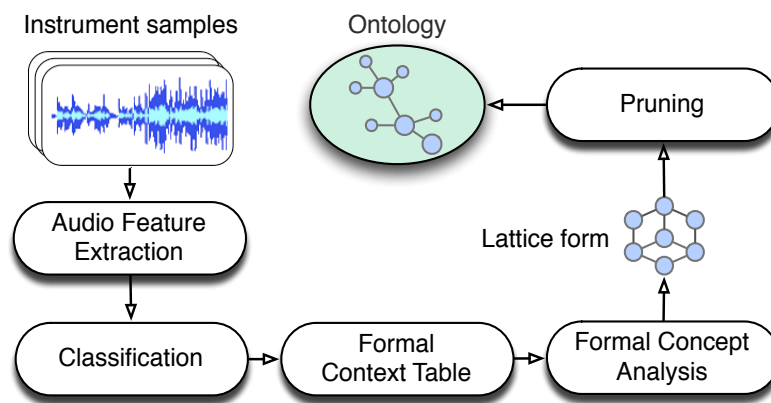 Instrument samples
Ontology
Pruning
Audio Feature
Extraction
Lattice form
Classification
Formal
Context Table
Formal Concept
Analysis